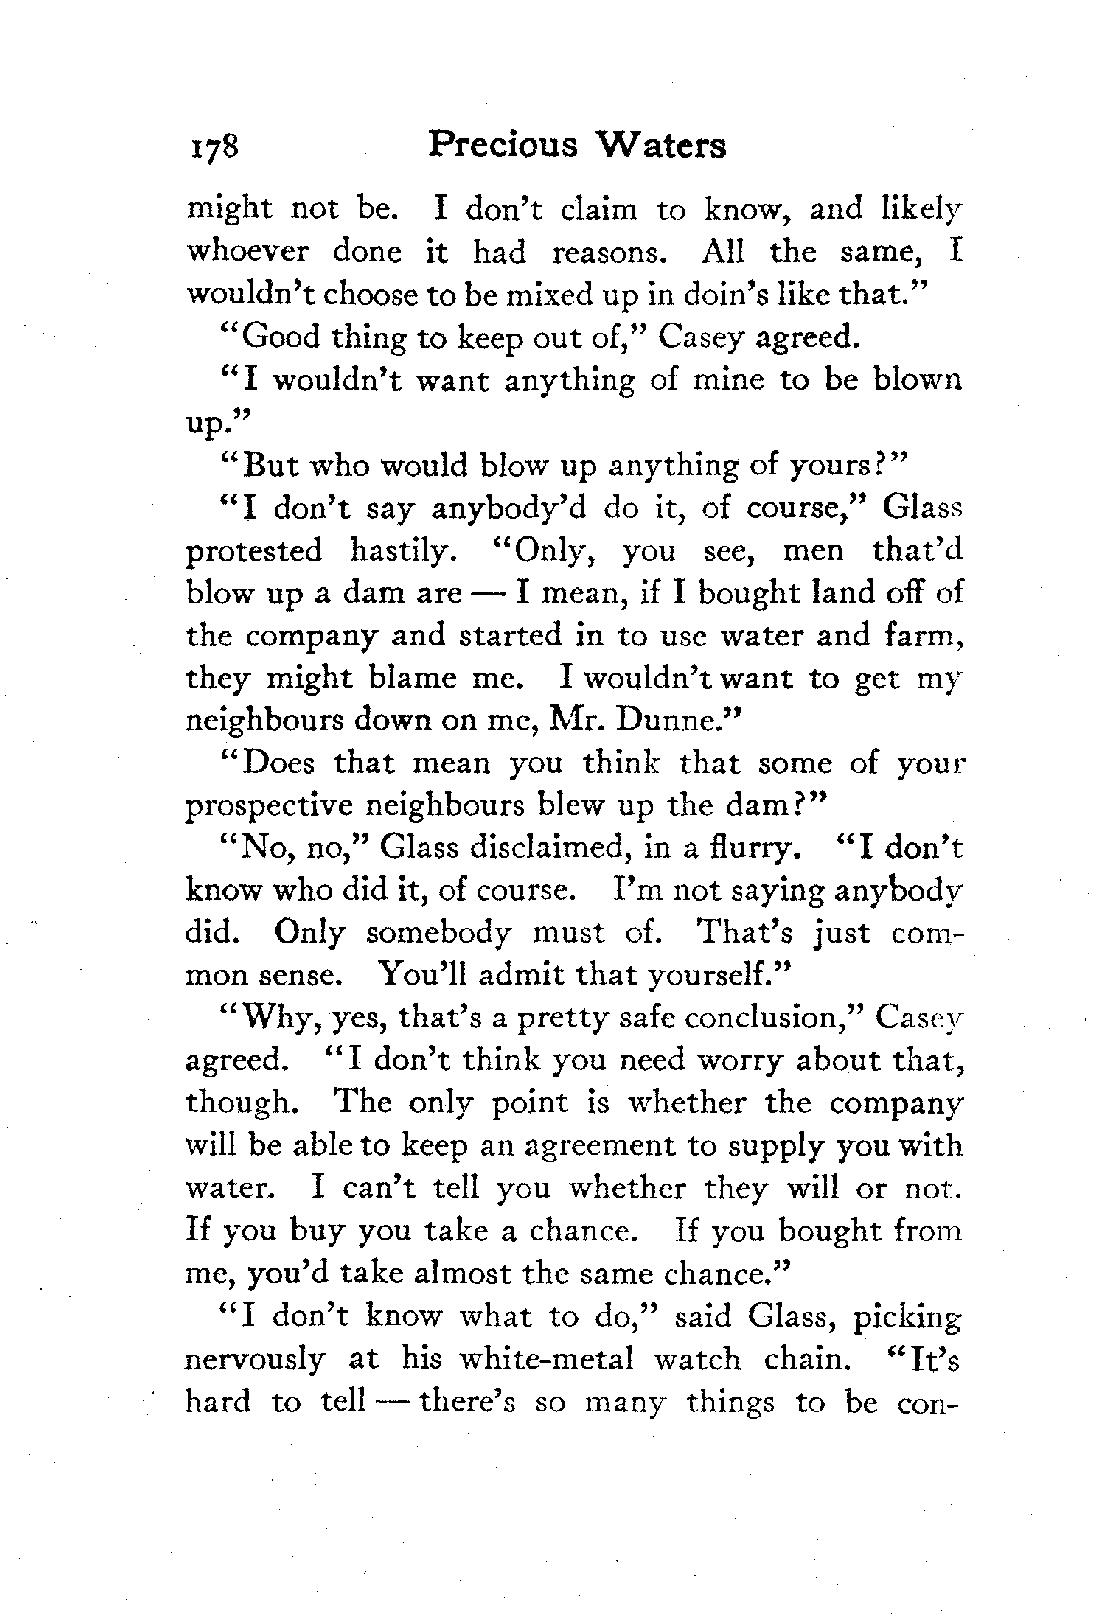 178 Precious Waters
might not be. I don't claim to know, and likely
whoever done it had reasons. All the same, I
wouldn't choose to be mixed up in doin's like that."
"Good thing to keep out of," Casey agreed.
"I wouldn't want anything of mine to be blown
up."
"But who would blow up anything of yours?"
"I don't say anybody'd do it, of course," Glass
protested hastily. "Only, you see, men that'd
blow up a dam are — I mean, if I bought land off of
the company and started in to use water and farm,
they might blame me. I wouldn't want to get my
neighbours down on me, Mr. Dunne."
"Does that mean you think that some of your
prospective neighbours blew up the dam?"
"No, no," Glass disclaimed, in a flurry. "I don't
know who did it, of course. I'm not saying anybody
did. Only somebody must of. That's just com-
mon sense. You'll admit that yourself."
"Why, yes, that's a pretty safe conclusion," Casey
agreed. "I don't think you need worry about that,
though. The only point is whether the company
will be able to keep an agreement to supply you with
water. I can't tell you whether they will or not.
If you buy you take a chance. If you bought from
me, you'd take almost the same chance."
"I don't know what to do," said Glass, picking
nervously at his white-metal watch chain. "It's
hard to tell — there's so many things to be con-